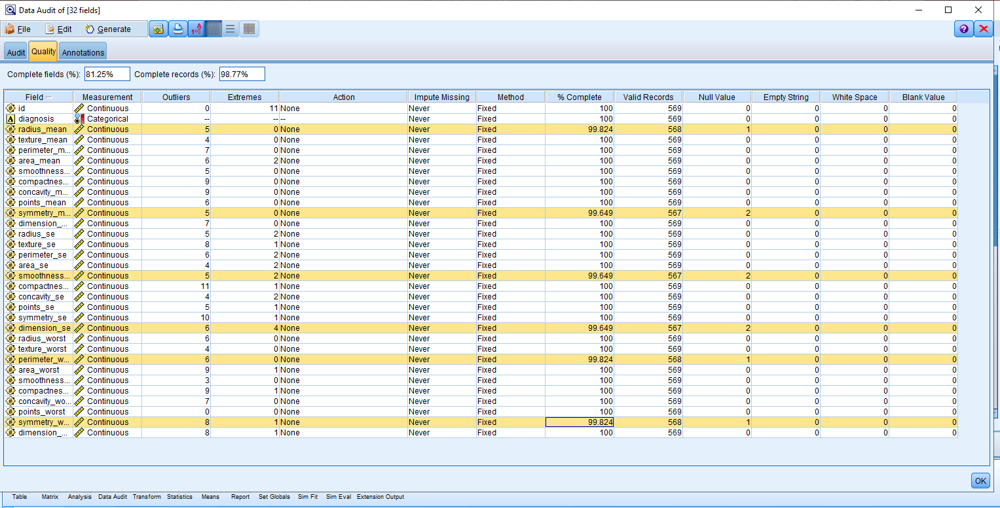 Data Audit of [32 fields]
File Edit Generate
Audit Quality Annotations
Complete fields (%): 81.25% Complete records (%): 98.77%
Field Measurement Outliers Extremes Action Impute Missing Method % Complete Valid Records Null Value Empty String White Space Blank Value
id Continuous 0 11 None Never Fixed 100 569 0 0 0 0
A diagnosis Categorical -- -- -- Never Fixed 100 569 0 0 0 0
radius_mean Continuous 5 0 None Never Fixed 99.824 568 1 0 0 0
texture_mean Continuous 4 0 None Never Fixed 100 569 0 0 0 0
perimeter_m... Continuous 7 0 None Never Fixed 100 569 0 0 0 0
area_mean Continuous 6 2 None Never Fixed 100 569 0 0 0 0
smoothness... Continuous 5 0 None Never Fixed 100 569 0 0 0 0
compactnes... Continuous 9 0 None Never Fixed 100 569 0 0 0 0
concavity_m... Continuous 9 0 None Never Fixed 100 569 0 0 0 0
points_mean Continuous 6 0 None Never Fixed 100 569 0 0 0 0
symmetry_m... Continuous 5 0 None Never Fixed 99.649 567 2 0 0 0
dimension_... Continuous 7 0 None Never Fixed 100 569 0 0 0 0
radius_se Continuous 5 2 None Never Fixed 100 569 0 0 0 0
texture_se Continuous 8 1 None Never Fixed 100 569 0 0 0 0
perimeter_se Continuous 6 2 None Never Fixed 100 569 0 0 0 0
area_se Continuous 4 2 None Never Fixed 100 569 0 0 0 0
smoothness... Continuous 5 2 None Never Fixed 99.649 567 2 0 0 0
compactnes... Continuous 11 1 None Never Fixed 100 569 0 0 0 0
concavity_se Continuous 4 2 None Never Fixed 100 569 0 0 0 0
points_se Continuous 5 1 None Never Fixed 100 569 0 0 0 0
symmetry_se Continuous 10 1 None Never Fixed 100 569 0 0 0 0
dimension_se Continuous 6 4 None Never Fixed 99.649 567 2 0 0 0
radius_worst Continuous 6 0 None Never Fixed 100 569 0 0 0 0
texture_worst Continuous 4 0 None Never Fixed 100 569 0 0 0 0
perimeter_w... Continuous 6 0 None Never Fixed 99.824 568 1 0 0 0
area_worst Continuous 9 1 None Never Fixed 100 569 0 0 0 0
smoothness... Continuous 3 0 None Never Fixed 100 569 0 0 0 0
compactnes... Continuous 9 1 None Never Fixed 100 569 0 0 0 0
concavity_wo... Continuous 7 0 None Never Fixed 100 569 0 0 0 0
points_worst Continuous 0 0 None Never Fixed 100 569 0 0 0 0
symmetry_w... Continuous 8 1 None Never Fixed 99.824 568 1 0 0 0
dimension_... Continuous 8 1 None Never Fixed 100 569 0 0 0 0
OK
Table Matrix Analysis Data Audit Transform Statistics Means Report Set Globals Sim Fit Sim Eval Extension Output